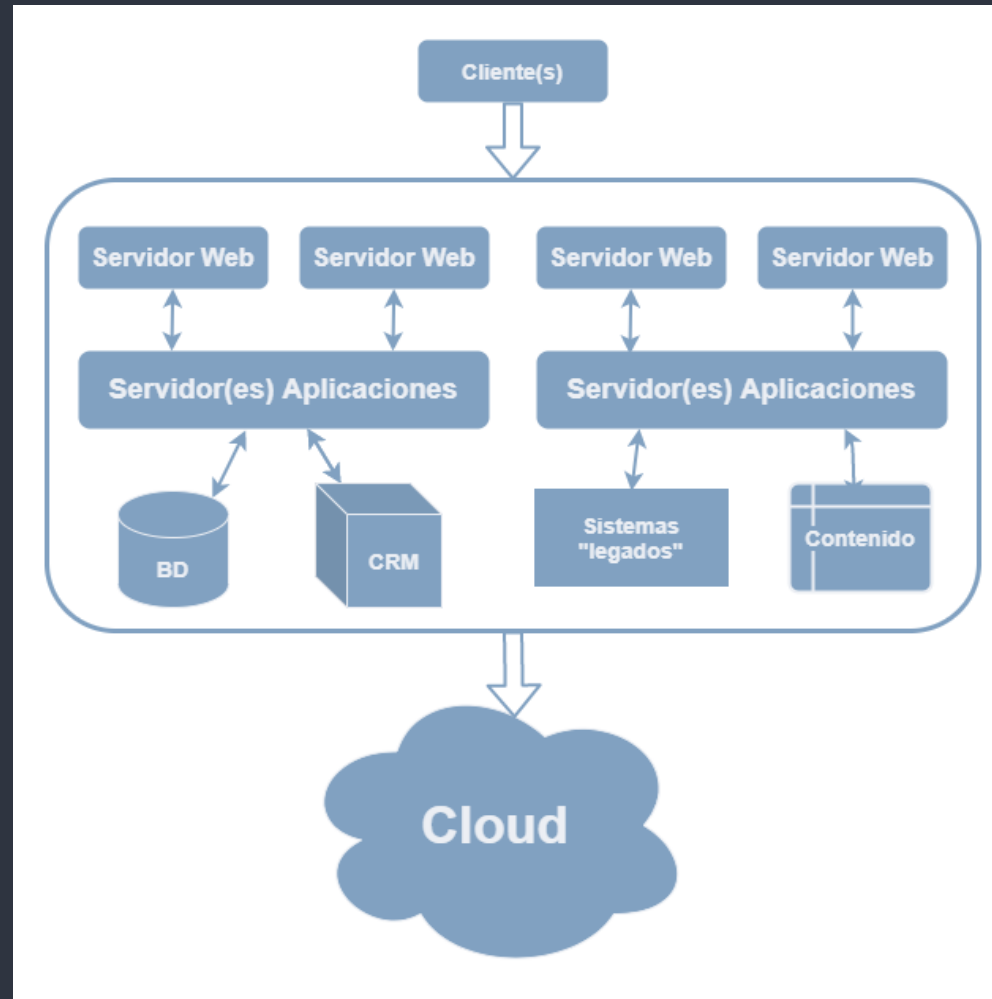 Cliente(s)
Servidor Web
Servidor Web
Servidor Web
Servidor Web
Servidor(es) Aplicaciones
Servidor(es) Aplicaciones
BD
CRM
Sistemas
"legados"
Contenido
Cloud